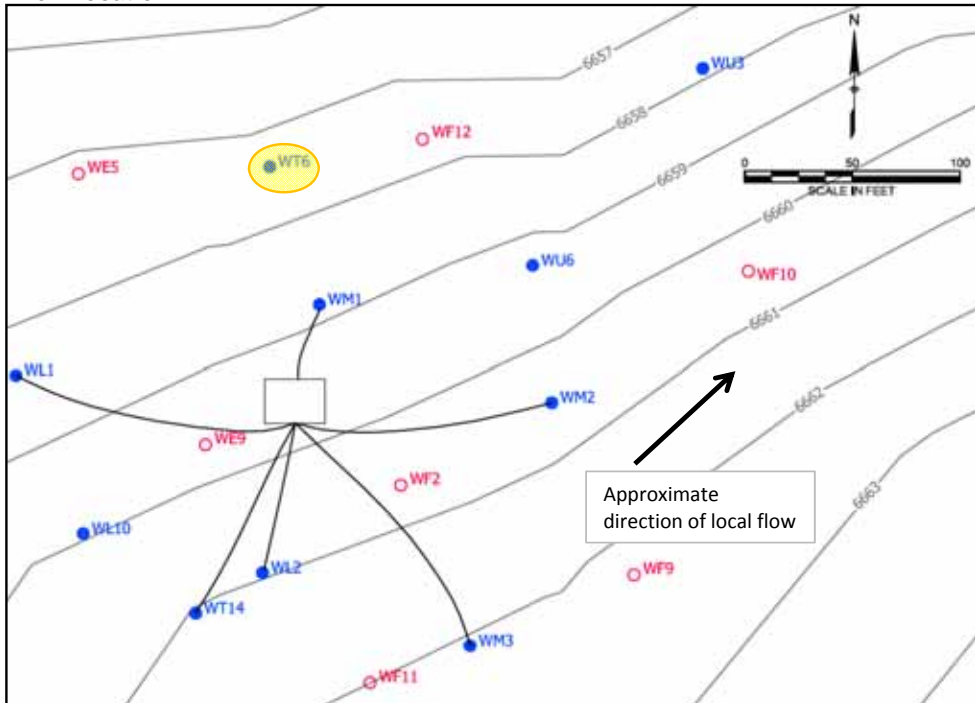 N
6657
WU3
WF12
6658
WE5
WT6
0 50 100
SCALE IN FEET
6659
6660
WU6
WF10
WM1
6661
WL1
WM2
6662
WE9
WF2
Approximate
direction of local flow
6663
WL10
WL2
WF9
WT14
WM3
WF11